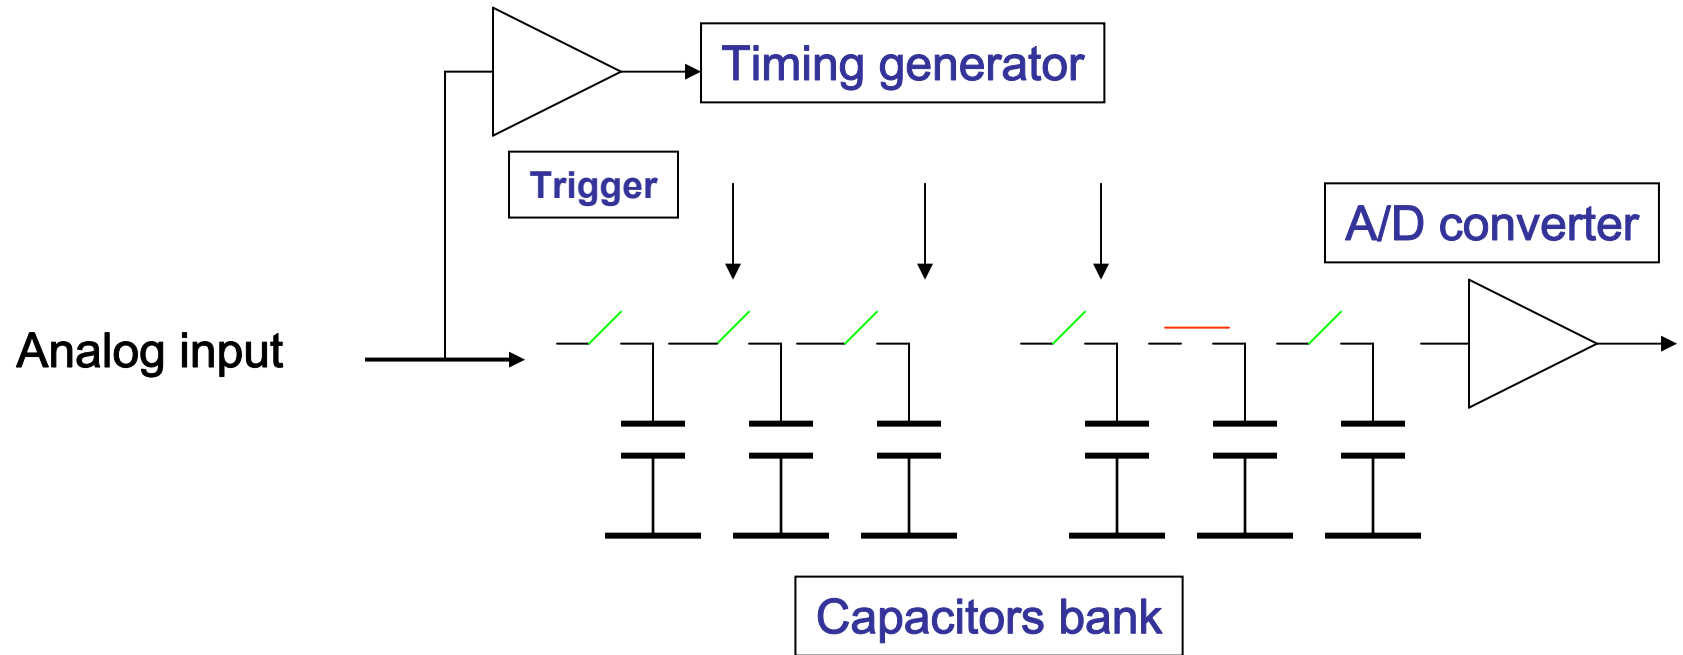 Timing generator
Trigger
A/D converter
Analog input
Capacitors bank